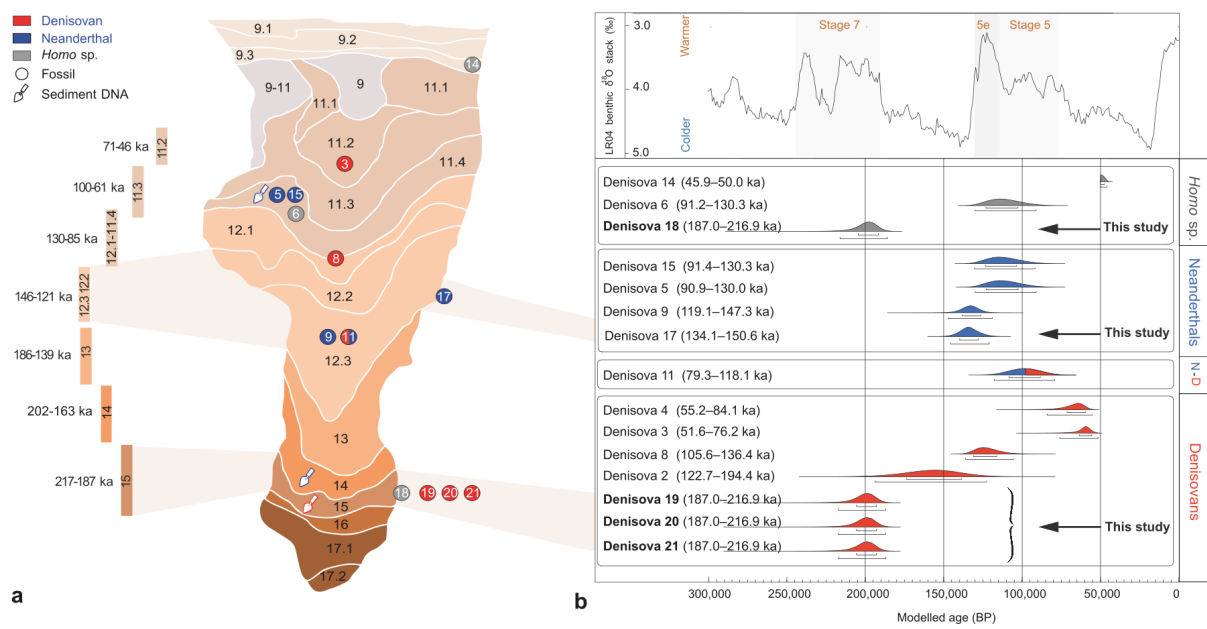 Denisovan
Neanderthal
Homo sp.
Fossil
Sediment DNA
9.1
9.2
9.3
14
9-11
9
11.1
11.1
11.2
3
11.4
71-46 ka
11.2
100-61 ka
11.3
130-85 ka
12.1-11.4
146-121 ka
12.3 12.2
186-139 ka
13
202-163 ka
14
217-187 ka
15
5
15
6
11.3
12.1
8
12.2
17
9
11
12.3
13
14
15
18
19
20
21
16
17.1
17.2
a
LR04 benthic δ18O stack (‰)
3.0
4.0
5.0
Warmer
Colder
Stage 7
5e
Stage 5
Denisova 14 (45.9–50.0 ka)
Denisova 6 (91.2–130.3 ka)
Denisova 18 (187.0–216.9 ka)
This study
Homo sp.
Denisova 15 (91.4–130.3 ka)
Denisova 5 (90.9–130.0 ka)
Denisova 9 (119.1–147.3 ka)
Denisova 17 (134.1–150.6 ka)
This study
Neanderthals
Denisova 11 (79.3–118.1 ka)
N-D
Denisova 4 (55.2–84.1 ka)
Denisova 3 (51.6–76.2 ka)
Denisova 8 (105.6–136.4 ka)
Denisova 2 (122.7–194.4 ka)
Denisova 19 (187.0–216.9 ka)
Denisova 20 (187.0–216.9 ka)
Denisova 21 (187.0–216.9 ka)
This study
Denisovans
300,000
250,000
200,000
150,000
100,000
50,000
0
Modelled age (BP)
b